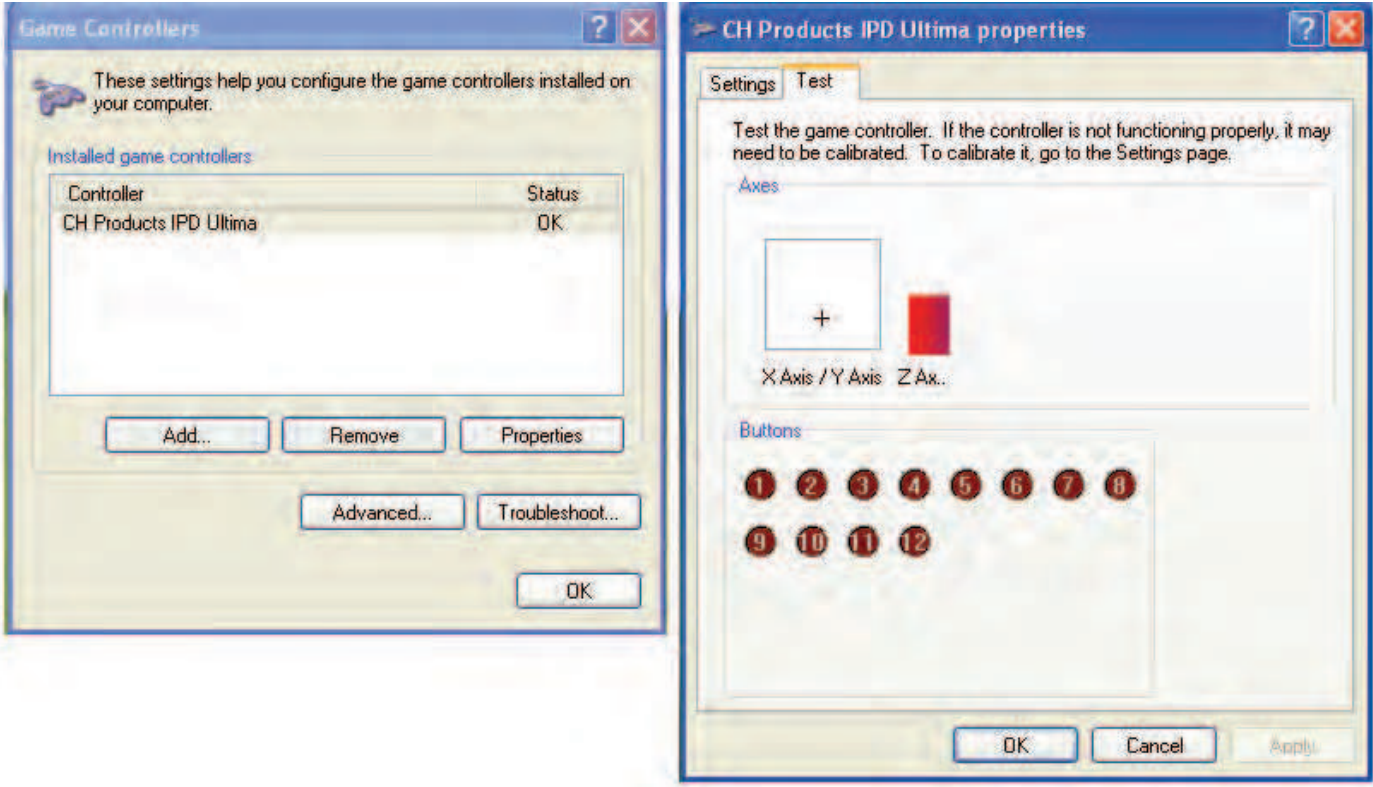 Game Controllers
These settings help you configure the game controllers installed on
your computer.
Installed game controllers
Controller Status
CH Products IPD Ultima OK
Add... Remove Properties
Advanced... Troubleshoot...
OK
CH Products IPD Ultima properties
Settings Test
Test the game controller. If the controller is not functioning properly, it may
need to be calibrated. To calibrate it, go to the Settings page.
Axes
X Axis / Y Axis Z Ax..
Buttons
1 2 3 4 5 6 7 8
9 10 11 12
OK Cancel Apply